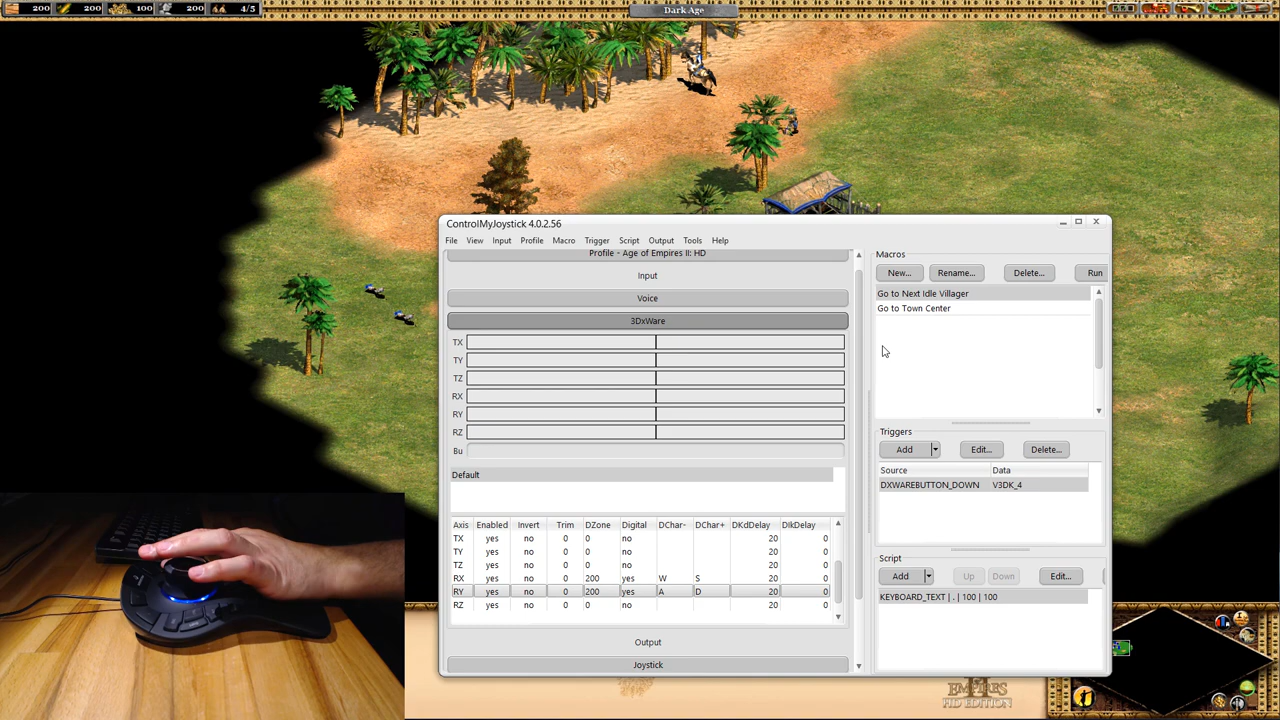 200 200 100 200 4/5
Dark Age
ControlMyJoystick 4.0.2.56
File View Input Profile Macro Trigger Script Output Tools Help
Profile - Age of Empires II: HD
Input
Voice
3DxWare
TX
TY
TZ
RX
RY
RZ
Bu
Default
Axis Enabled Invert Trim DZone Digital DChar- DChar+ DKdDelay DIkDelay
TX yes no 0 0 no 20 0
TY yes no 0 0 no 20 0
TZ yes no 0 0 no 20 0
RX yes no 0 200 yes W S 20 0
RY yes no 0 200 yes A D 20 0
RZ yes no 0 0 no 20 0
Output
Joystick
Macros
New... Rename... Delete... Run
Go to Next Idle Villager
Go to Town Center
Triggers
Add Edit... Delete...
Source Data
DXWAREBUTTON_DOWN V3DK_4
Script
Add Up Down Edit...
KEYBOARD_TEXT | . | 100 | 100
EMPIRES
HD EDITION